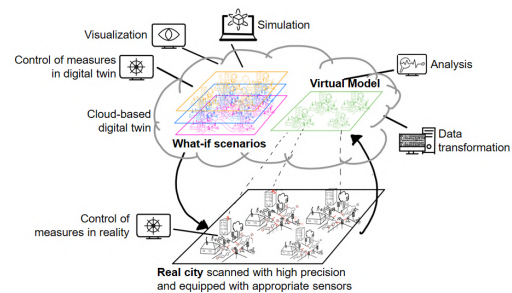 Simulation
Visualization
Control of measures
in digital twin
Analysis
Virtual Model
Cloud-based
digital twin
What-if scenarios
Data
transformation
Control of
measures in reality
Real city scanned with high precision
and equipped with appropriate sensors